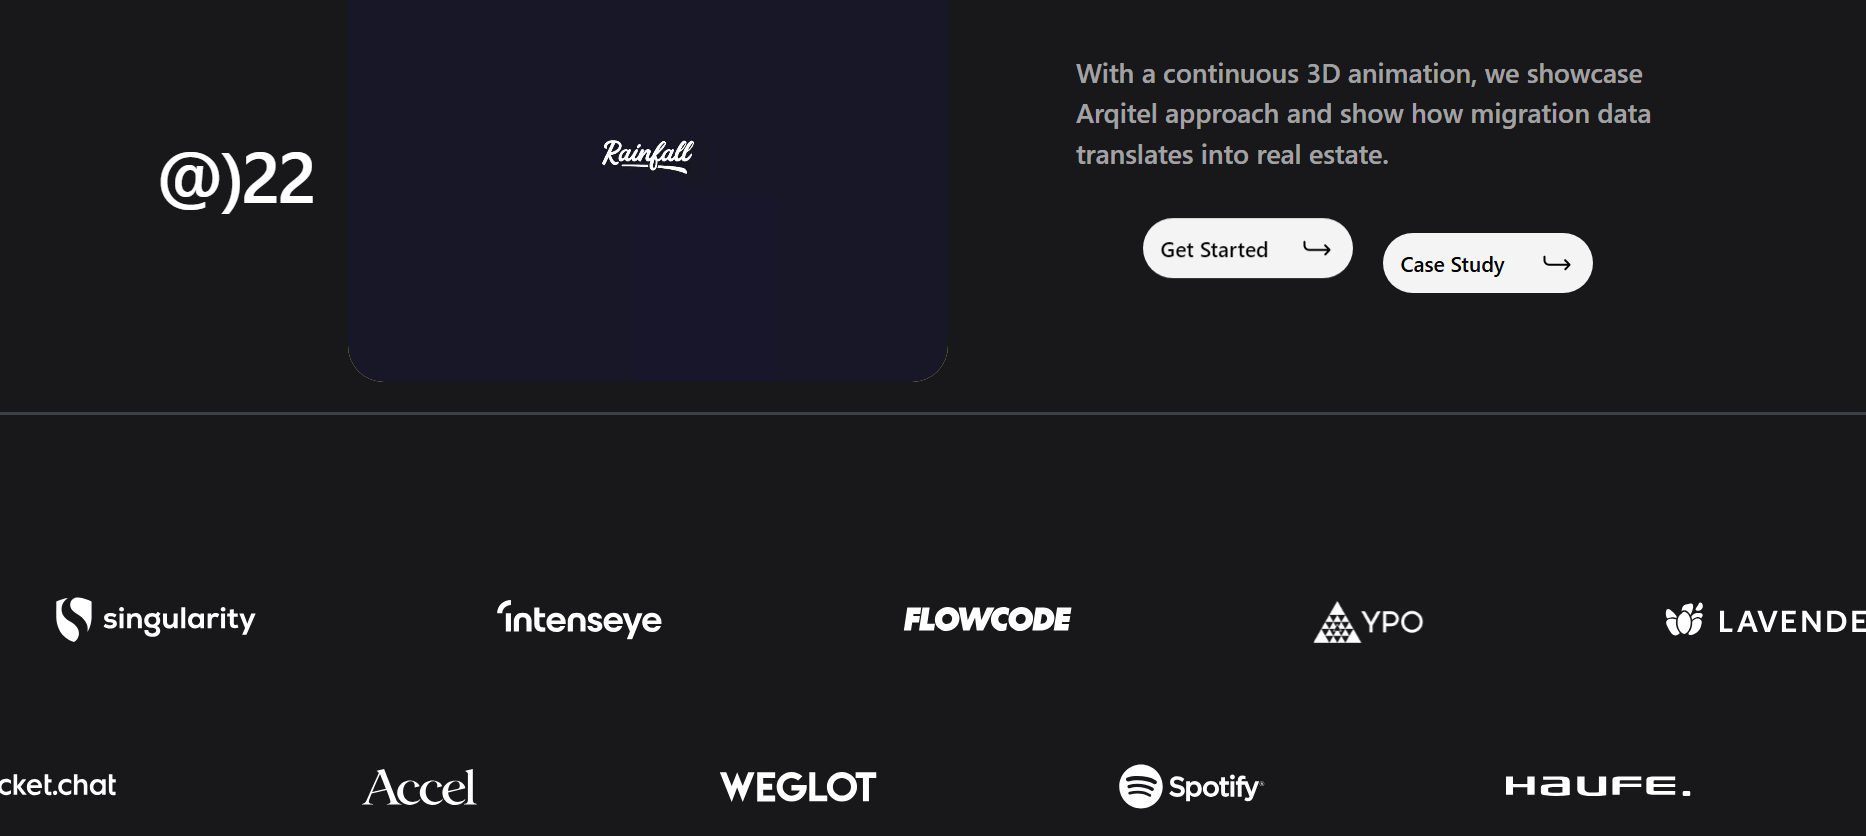 @)22
Rainfall
With a continuous 3D animation, we showcase
Arqitel approach and show how migration data
translates into real estate.
Get Started
Case Study
singularity
intenseye
FLOWCODE
YPO
LAVENDE
cket.chat
Accel
WEGLOT
Spotify
HAUFE.